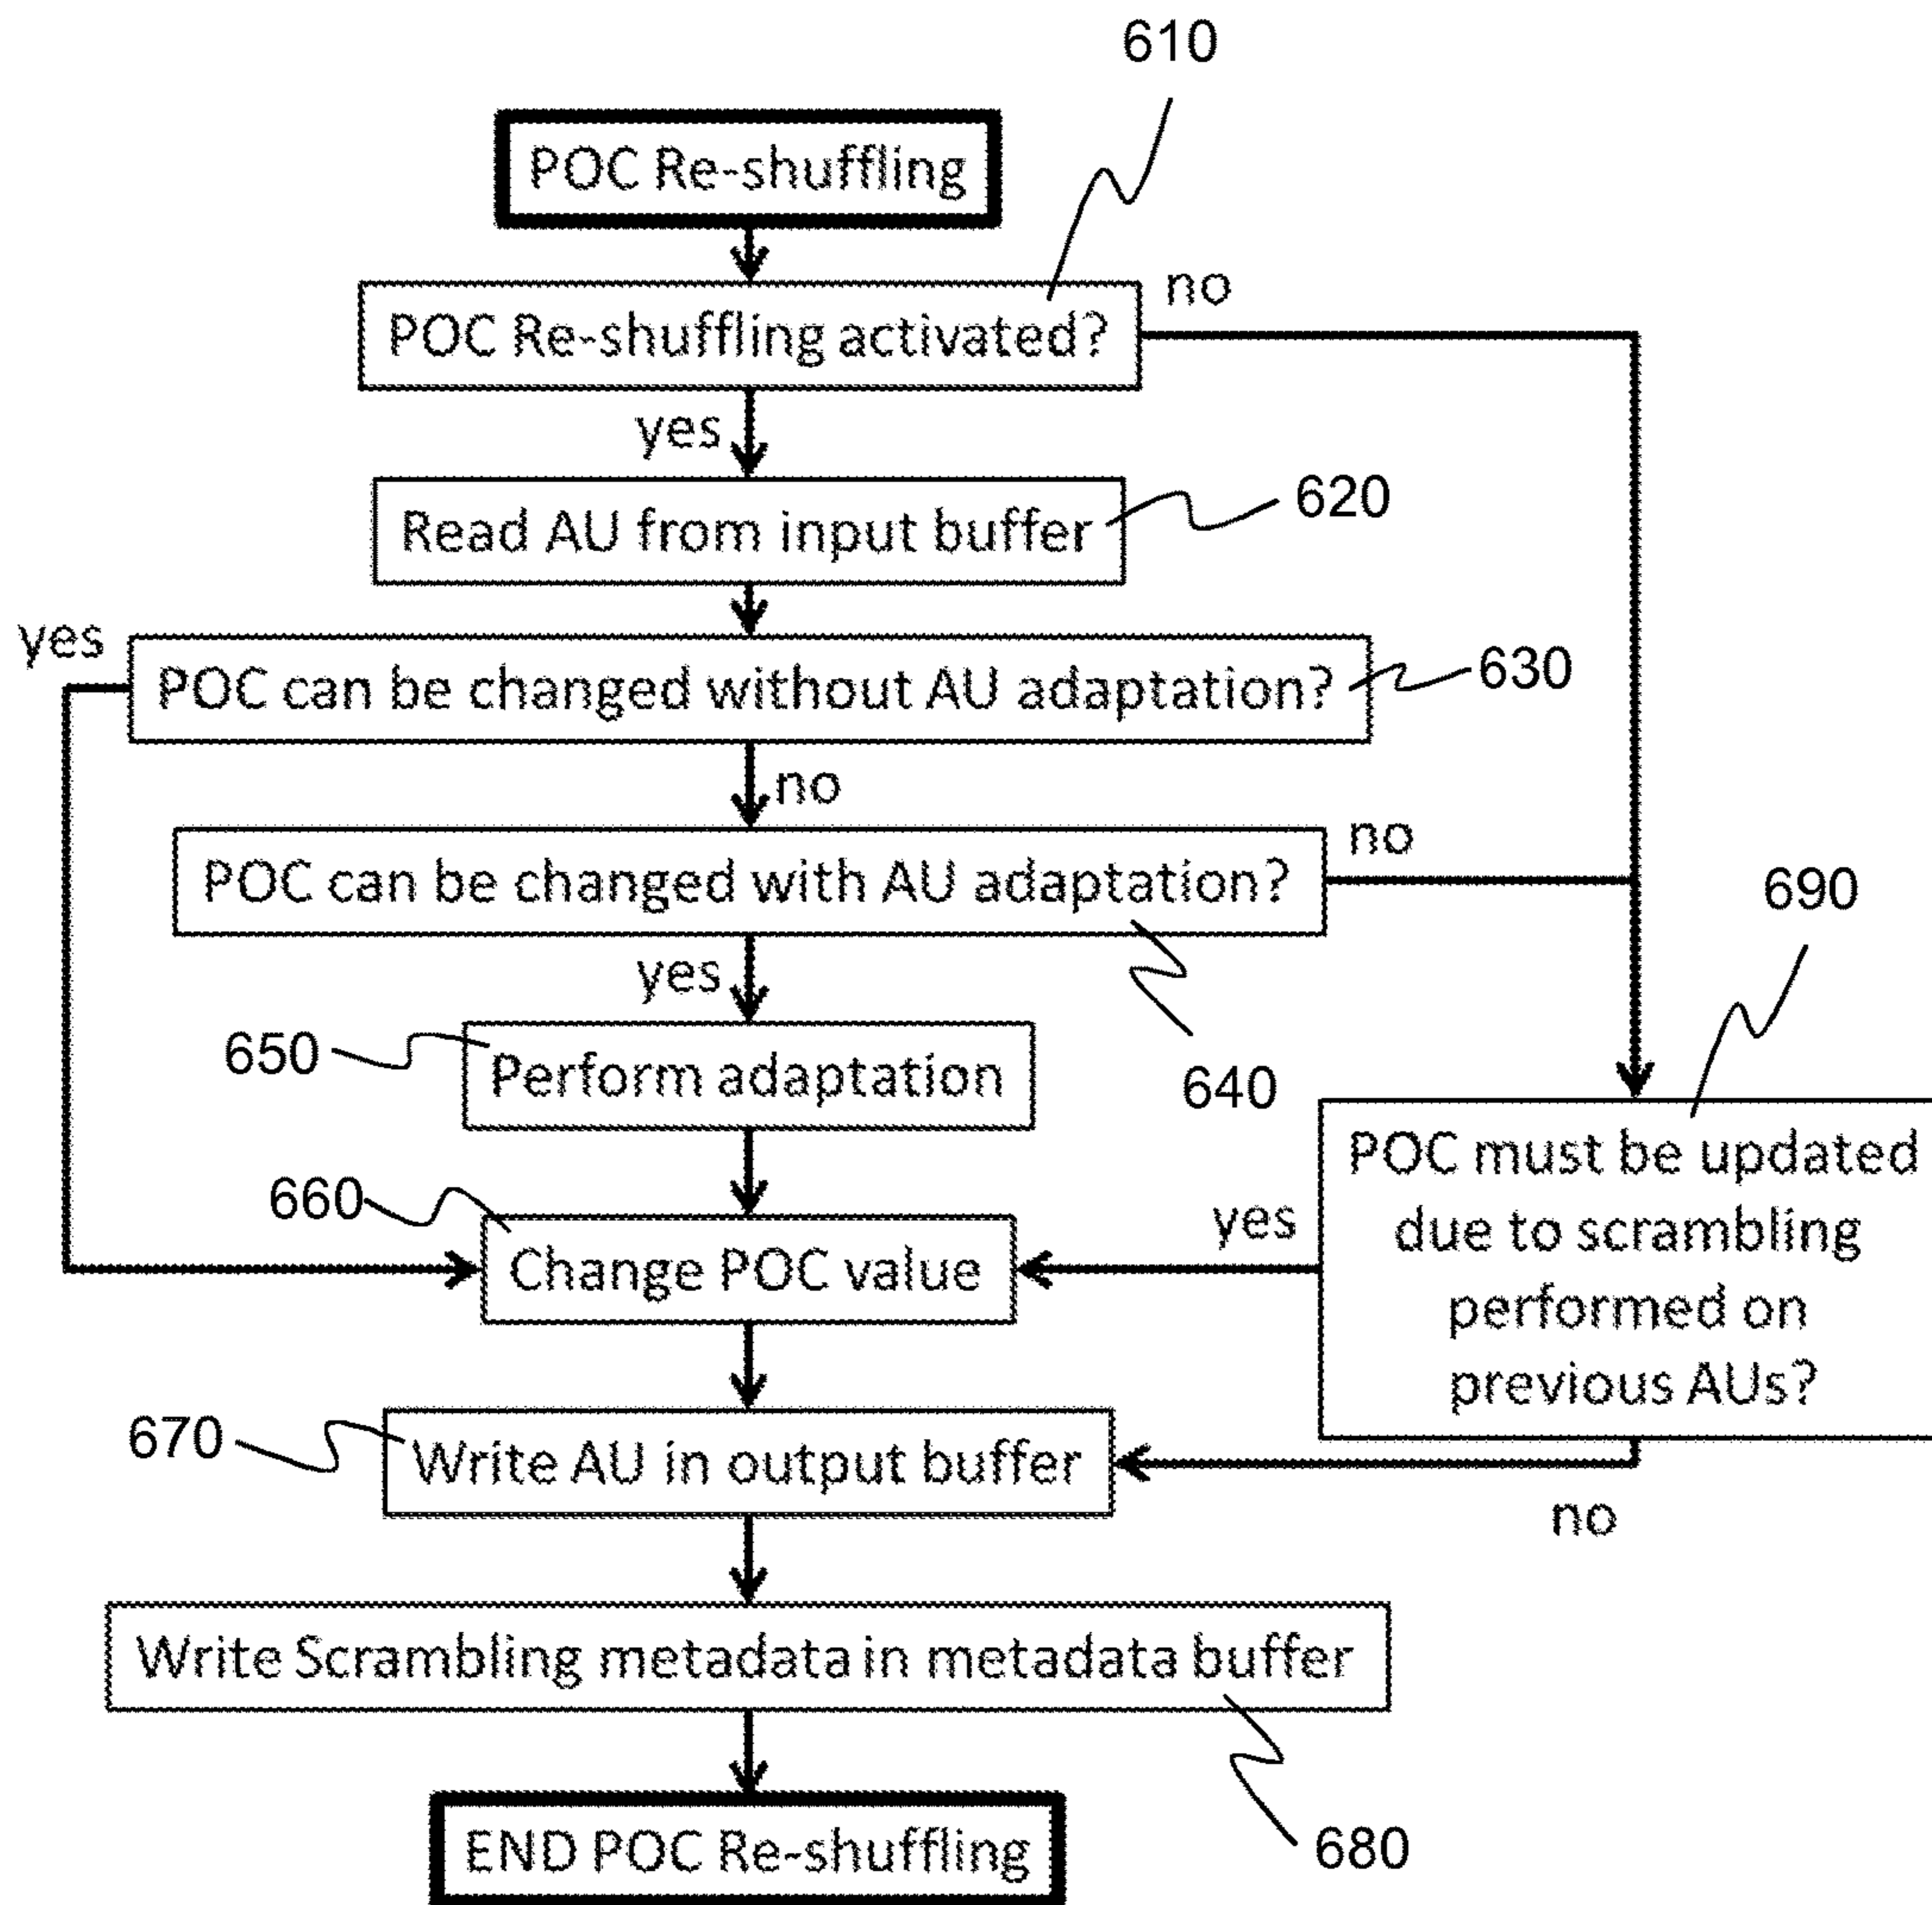 610
POC Re-shuffling
no
POC Re-shuffling activated?
yes
620
Read AU from input buffer
yes
630
POC can be changed without AU adaptation?
no
no
POC can be changed with AU adaptation?
690
yes
650
Perform adaptation
640
POC must be updated
due to scrambling
performed on
previous AUs?
660
yes
Change POC value
670
Write AU in output buffer
no
Write Scrambling metadata in metadata buffer
END POC Re-shuffling
680